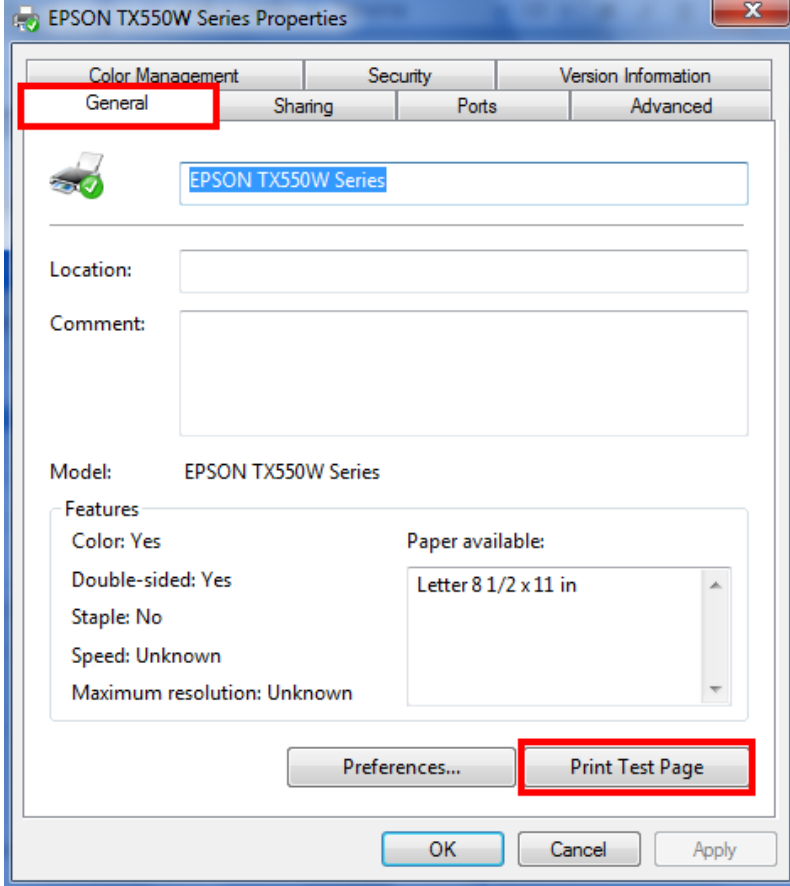 EPSON TX550W Series Properties
Color Management Security Version Information
General Sharing Ports Advanced
EPSON TX550W Series
Location:
Comment:
Model: EPSON TX550W Series
Features
Color: Yes Paper available:
Double-sided: Yes Letter 8 1/2 x 11 in
Staple: No
Speed: Unknown
Maximum resolution: Unknown
Preferences... Print Test Page
OK Cancel Apply